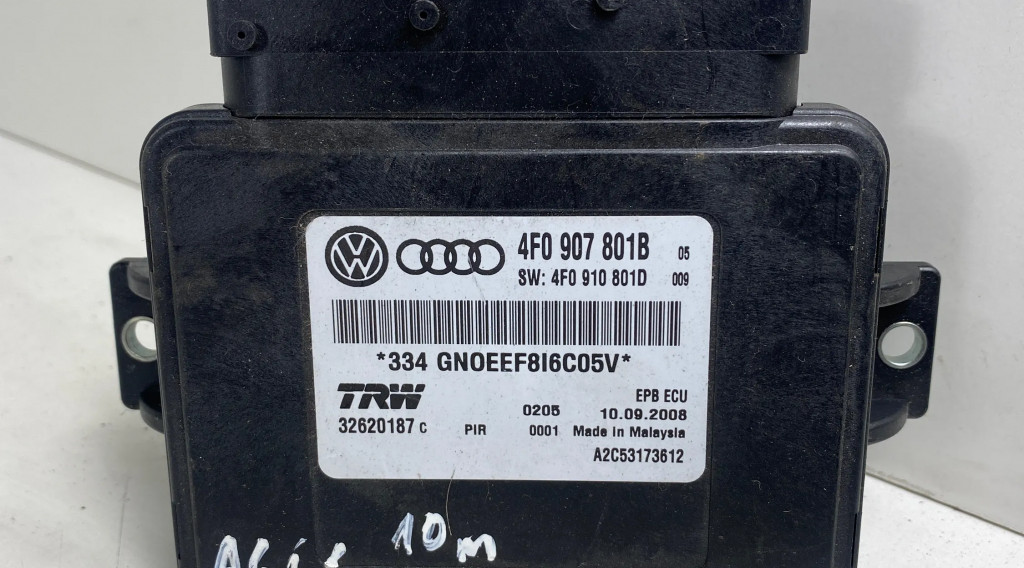 4F0 907 801B 05
SW: 4F0 910 801D 009
*334 GN0EEF8I6C05V*
TRW EPB ECU
0205 10.09.2008
32620187 C PIR 0001 Made in Malaysia
A2C53173612
10m